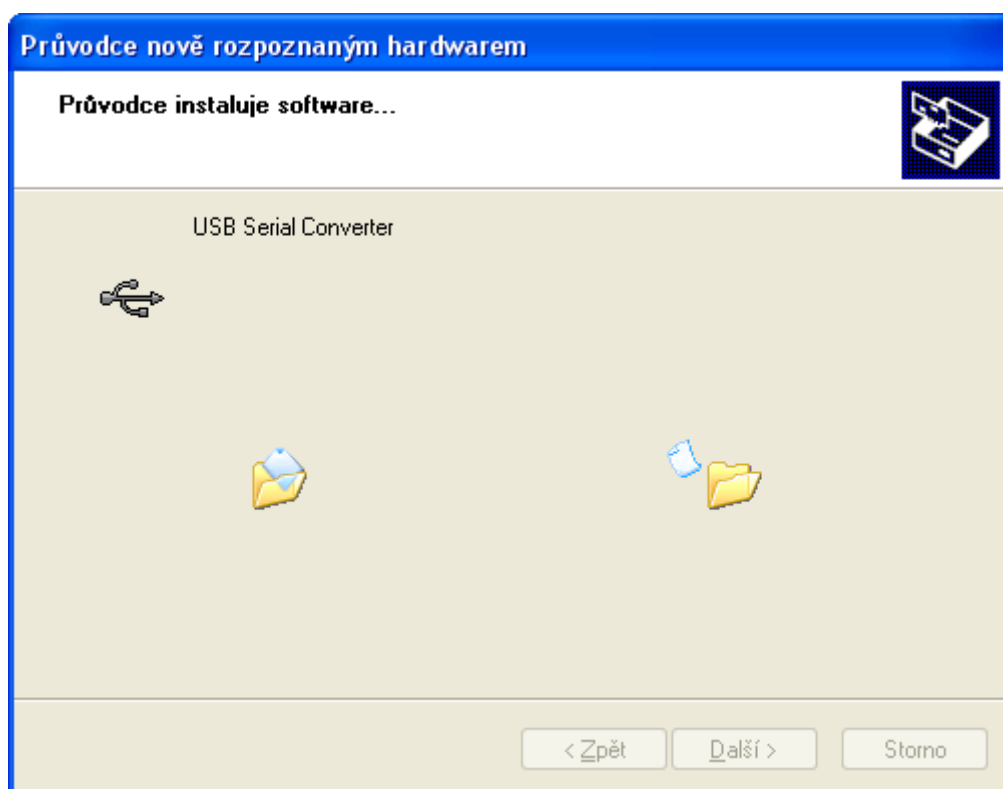 Průvodce nově rozpoznaným hardwarem
Průvodce instaluje software...
USB Serial Converter
< Zpět
Další >
Storno